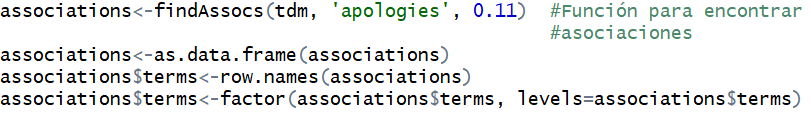 associations<-findAssocs(tdm, 'apologies', 0.11)  #Función para encontrar
#asociaciones
associations<-as.data.frame(associations)
associations$terms<-row.names(associations)
associations$terms<-factor(associations$terms, levels=associations$terms)